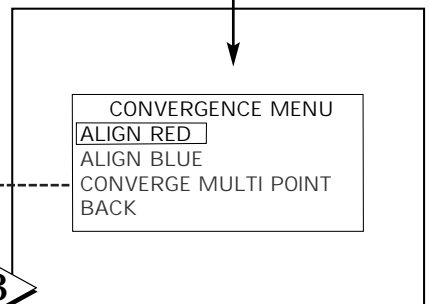 CONVERGENCE MENU
ALIGN RED
ALIGN BLUE
CONVERGE MULTI POINT
BACK